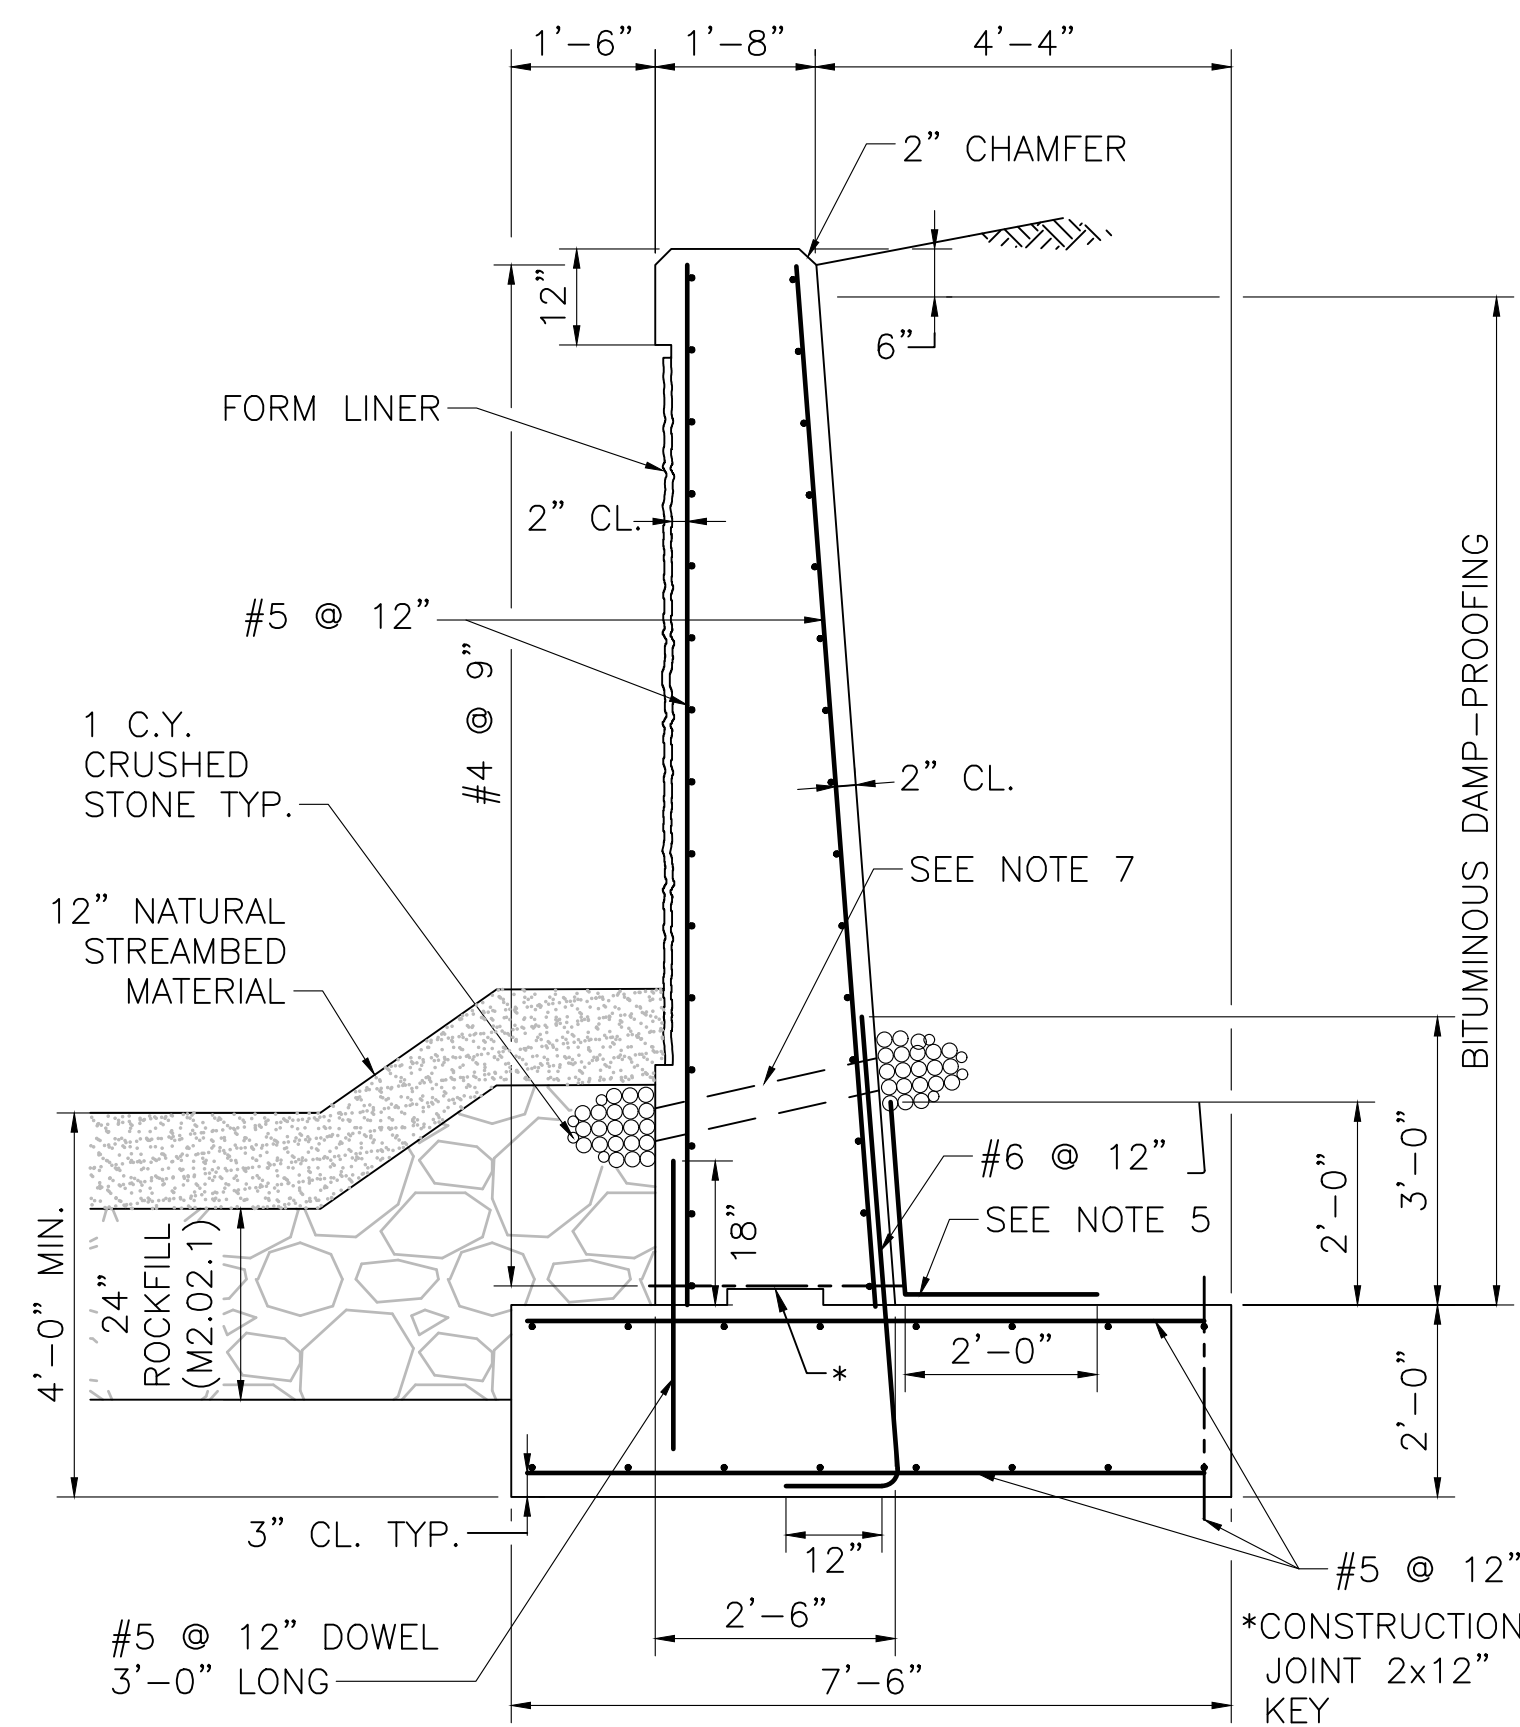 1'-6"
1'-8"
4'-4"
2" CHAMFER
12"
6"
FORM LINER
2" CL.
#5 @ 12"
#4 @ 9"
BITUMINOUS DAMP-PROOFING
1 C.Y.
CRUSHED
STONE TYP.
2" CL.
SEE NOTE 7
12" NATURAL
STREAMBED
MATERIAL
#6 @ 12"
SEE NOTE 5
18"
2'-0"
3'-0"
4'-0" MIN.
24"
ROCKFILL
(M2.02.1)
*
2'-0"
2'-0"
3" CL. TYP.
12"
#5 @ 12"
2'-6"
#5 @ 12" DOWEL
3'-0" LONG
*CONSTRUCTION
JOINT 2x12"
KEY
7'-6"